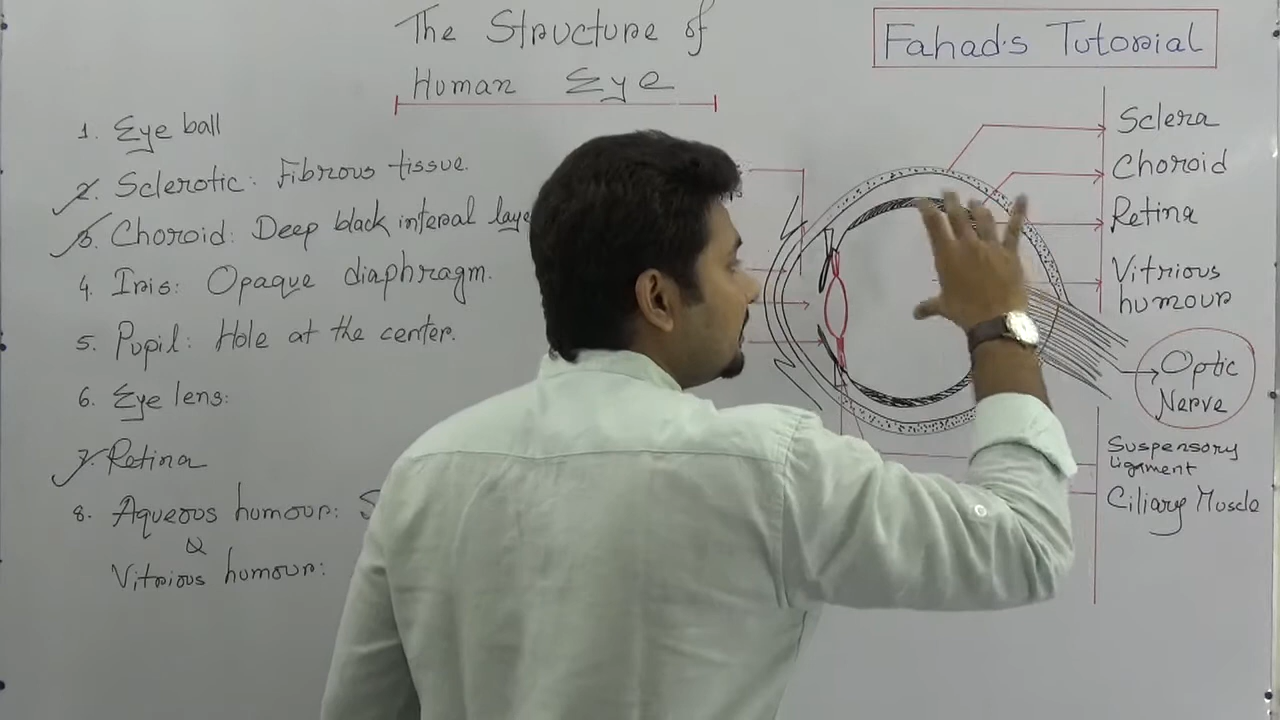 The Structure of
Human Eye
Fahad's Tutorial
1. Eye ball
2. Sclerotic: Fibrous tissue.
3. Choroid: Deep black internal laye
4. Iris: Opaque diaphragm.
5. Pupil: Hole at the center.
6. Eye lens:
7. Retina
8. Aqueous humour: S
&
Vitrious humour:
Sclera
Choroid
Retina
Vitrious
humour
Optic
Nerve
Suspensory
Ligament
Ciliary Muscle